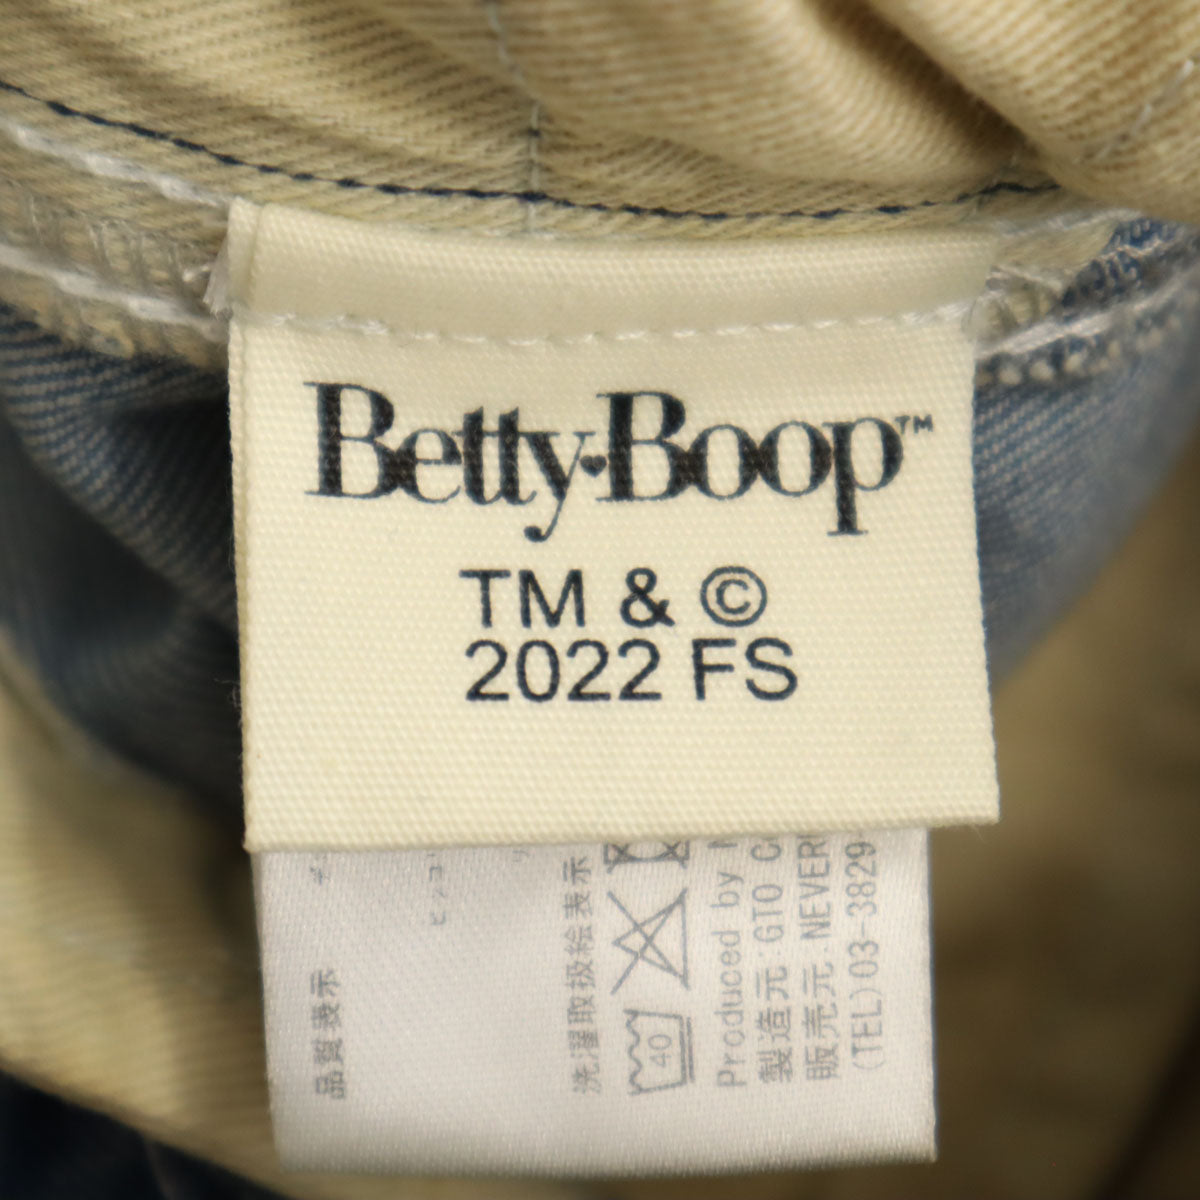 Betty♥Boop™
TM & ©
2022 FS
品質表示
洗濯取扱絵表示
40
Produced by
製造元:GTO
販売元:NEVER
(TEL)03-3829-